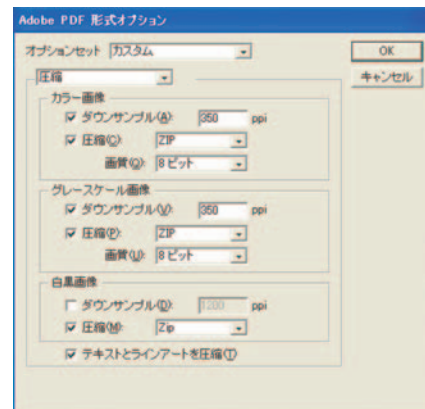 Adobe PDF 形式オプション
オプションセット カスタム
OK
キャンセル
圧縮
カラー画像
ダウンサンプル(A): 350 ppi
圧縮(C): ZIP
画質(Q): 8 ビット
グレースケール画像
ダウンサンプル(V): 350 ppi
圧縮(P): ZIP
画質(U): 8 ビット
白黒画像
ダウンサンプル(D): 1200 ppi
圧縮(M): Zip
テキストとラインアートを圧縮(T)